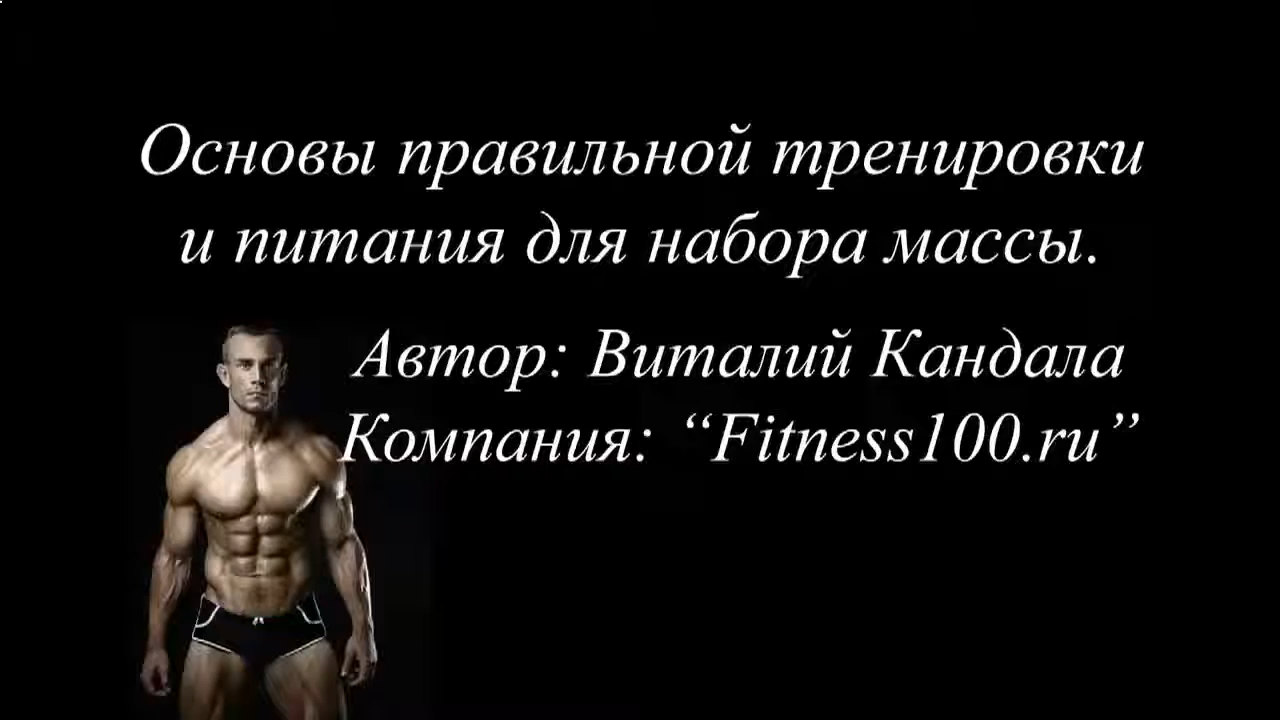 Основы правильной тренировки
и питания для набора массы.
Автор: Виталий Кандала
Компания: “Fitness100.ru”